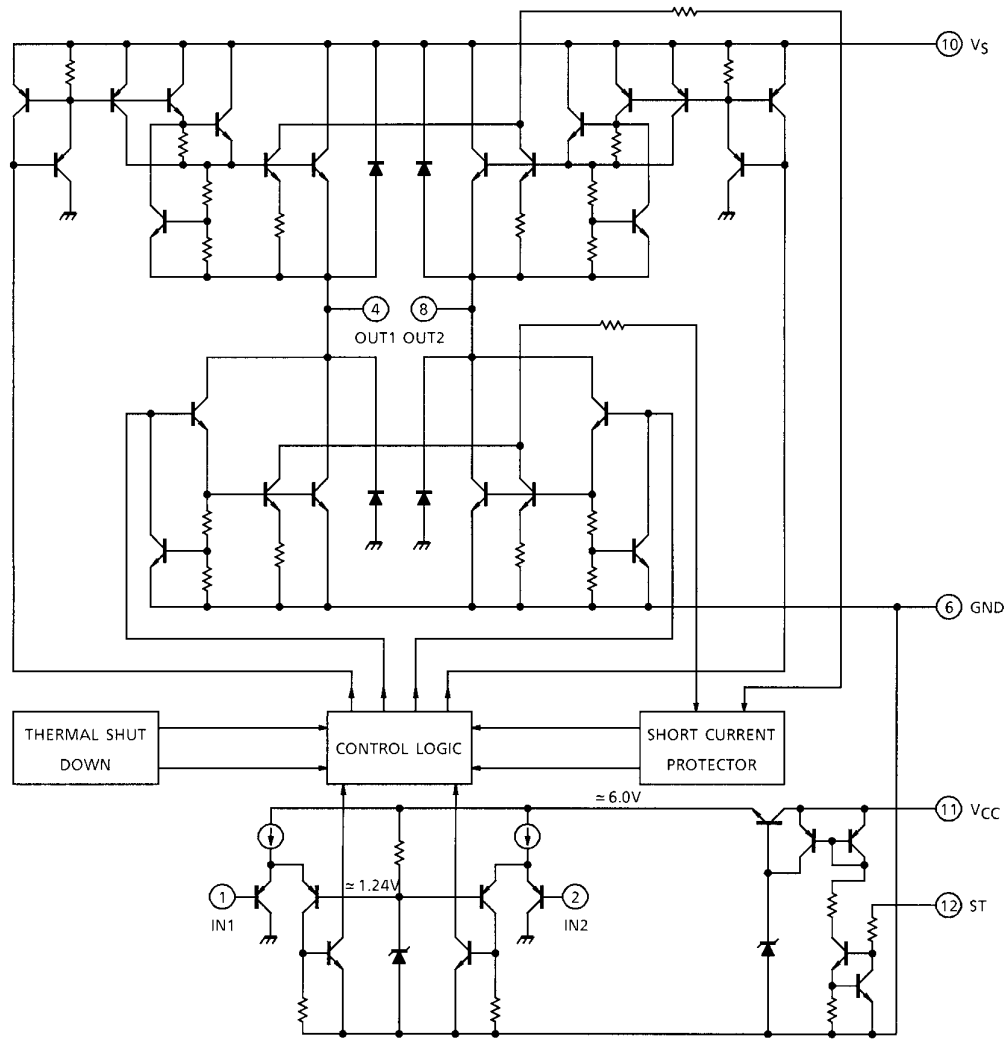 10 VS
4 8
OUT1 OUT2
6 GND
THERMAL SHUT
DOWN
CONTROL LOGIC
SHORT CURRENT
PROTECTOR
≃6.0V
11 VCC
≃1.24V
1
IN1
2
IN2
12 ST